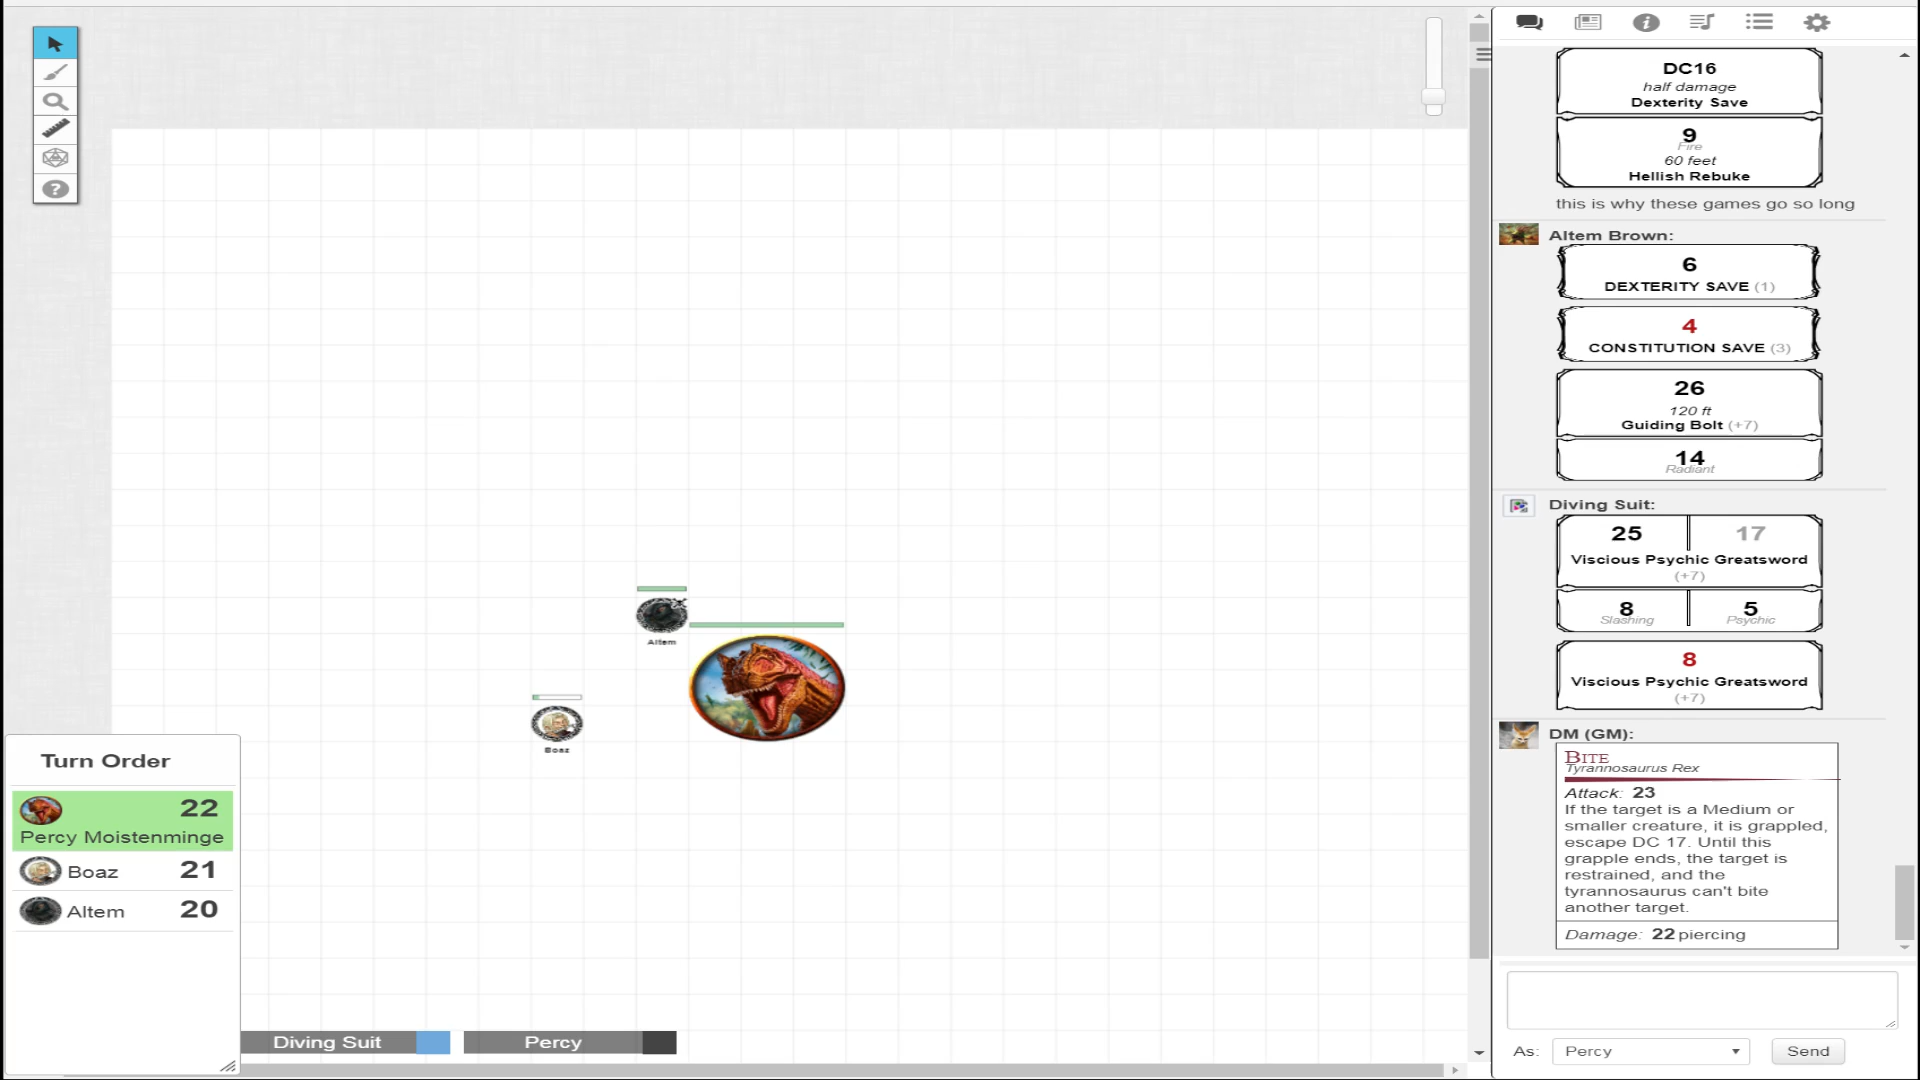 DC16
half damage
Dexterity Save
9
Fire
60 feet
Hellish Rebuke
this is why these games go so long
Altem Brown:
6
DEXTERITY SAVE (1)
4
CONSTITUTION SAVE (3)
26
120 ft
Guiding Bolt (+7)
14
Radiant
Diving Suit:
25 17
Viscious Psychic Greatsword
(+7)
8 5
Slashing Psychic
8
Viscious Psychic Greatsword
(+7)
DM (GM):
BITE
Tyrannosaurus Rex
Attack: 23
If the target is a Medium or
smaller creature, it is grappled,
escape DC 17. Until this
grapple ends, the target is
restrained, and the
tyrannosaurus can't bite
another target.
Damage: 22 piercing
As: Percy Send
Altem
Boaz
Turn Order
22
Percy Moistenminge
Boaz 21
Altem 20
Diving Suit Percy
?